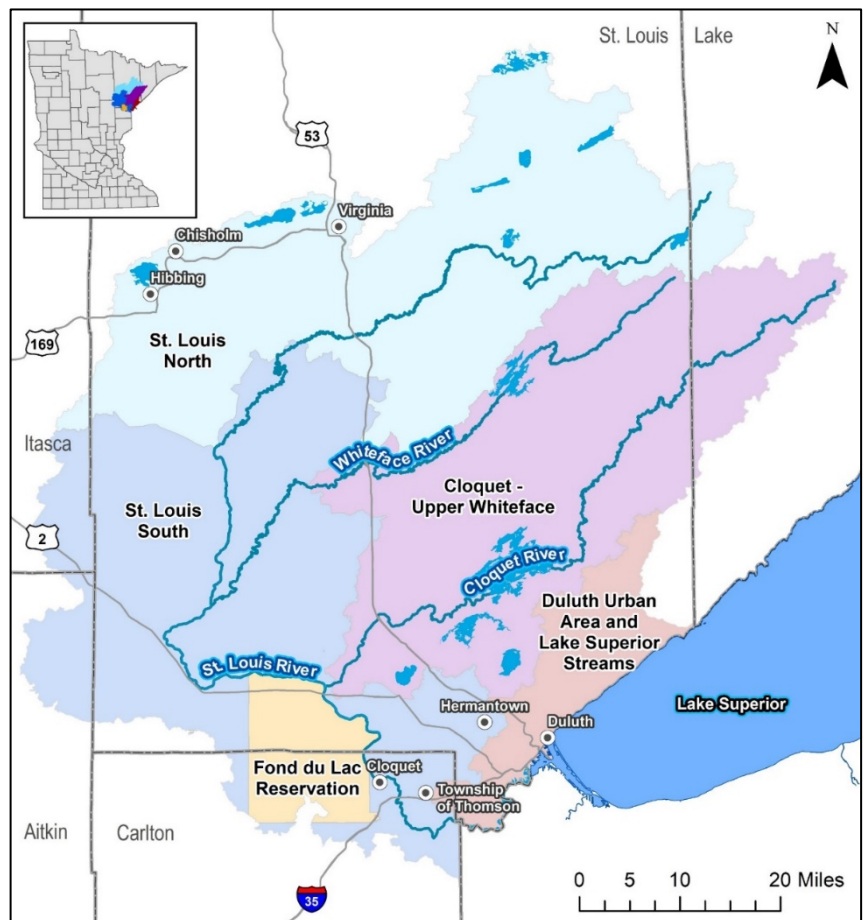 St. Louis
Lake
N
53
Virginia
Chisholm
Hibbing
169
St. Louis
North
Itasca
Whiteface River
Cloquet -
Upper Whiteface
St. Louis
South
2
Cloquet River
Duluth Urban
Area and
Lake Superior
Streams
St. Louis River
Lake Superior
Hermantown
Duluth
Fond du Lac
Reservation
Cloquet
Township
of Thomson
Aitkin
Carlton
35
0 5 10 20 Miles